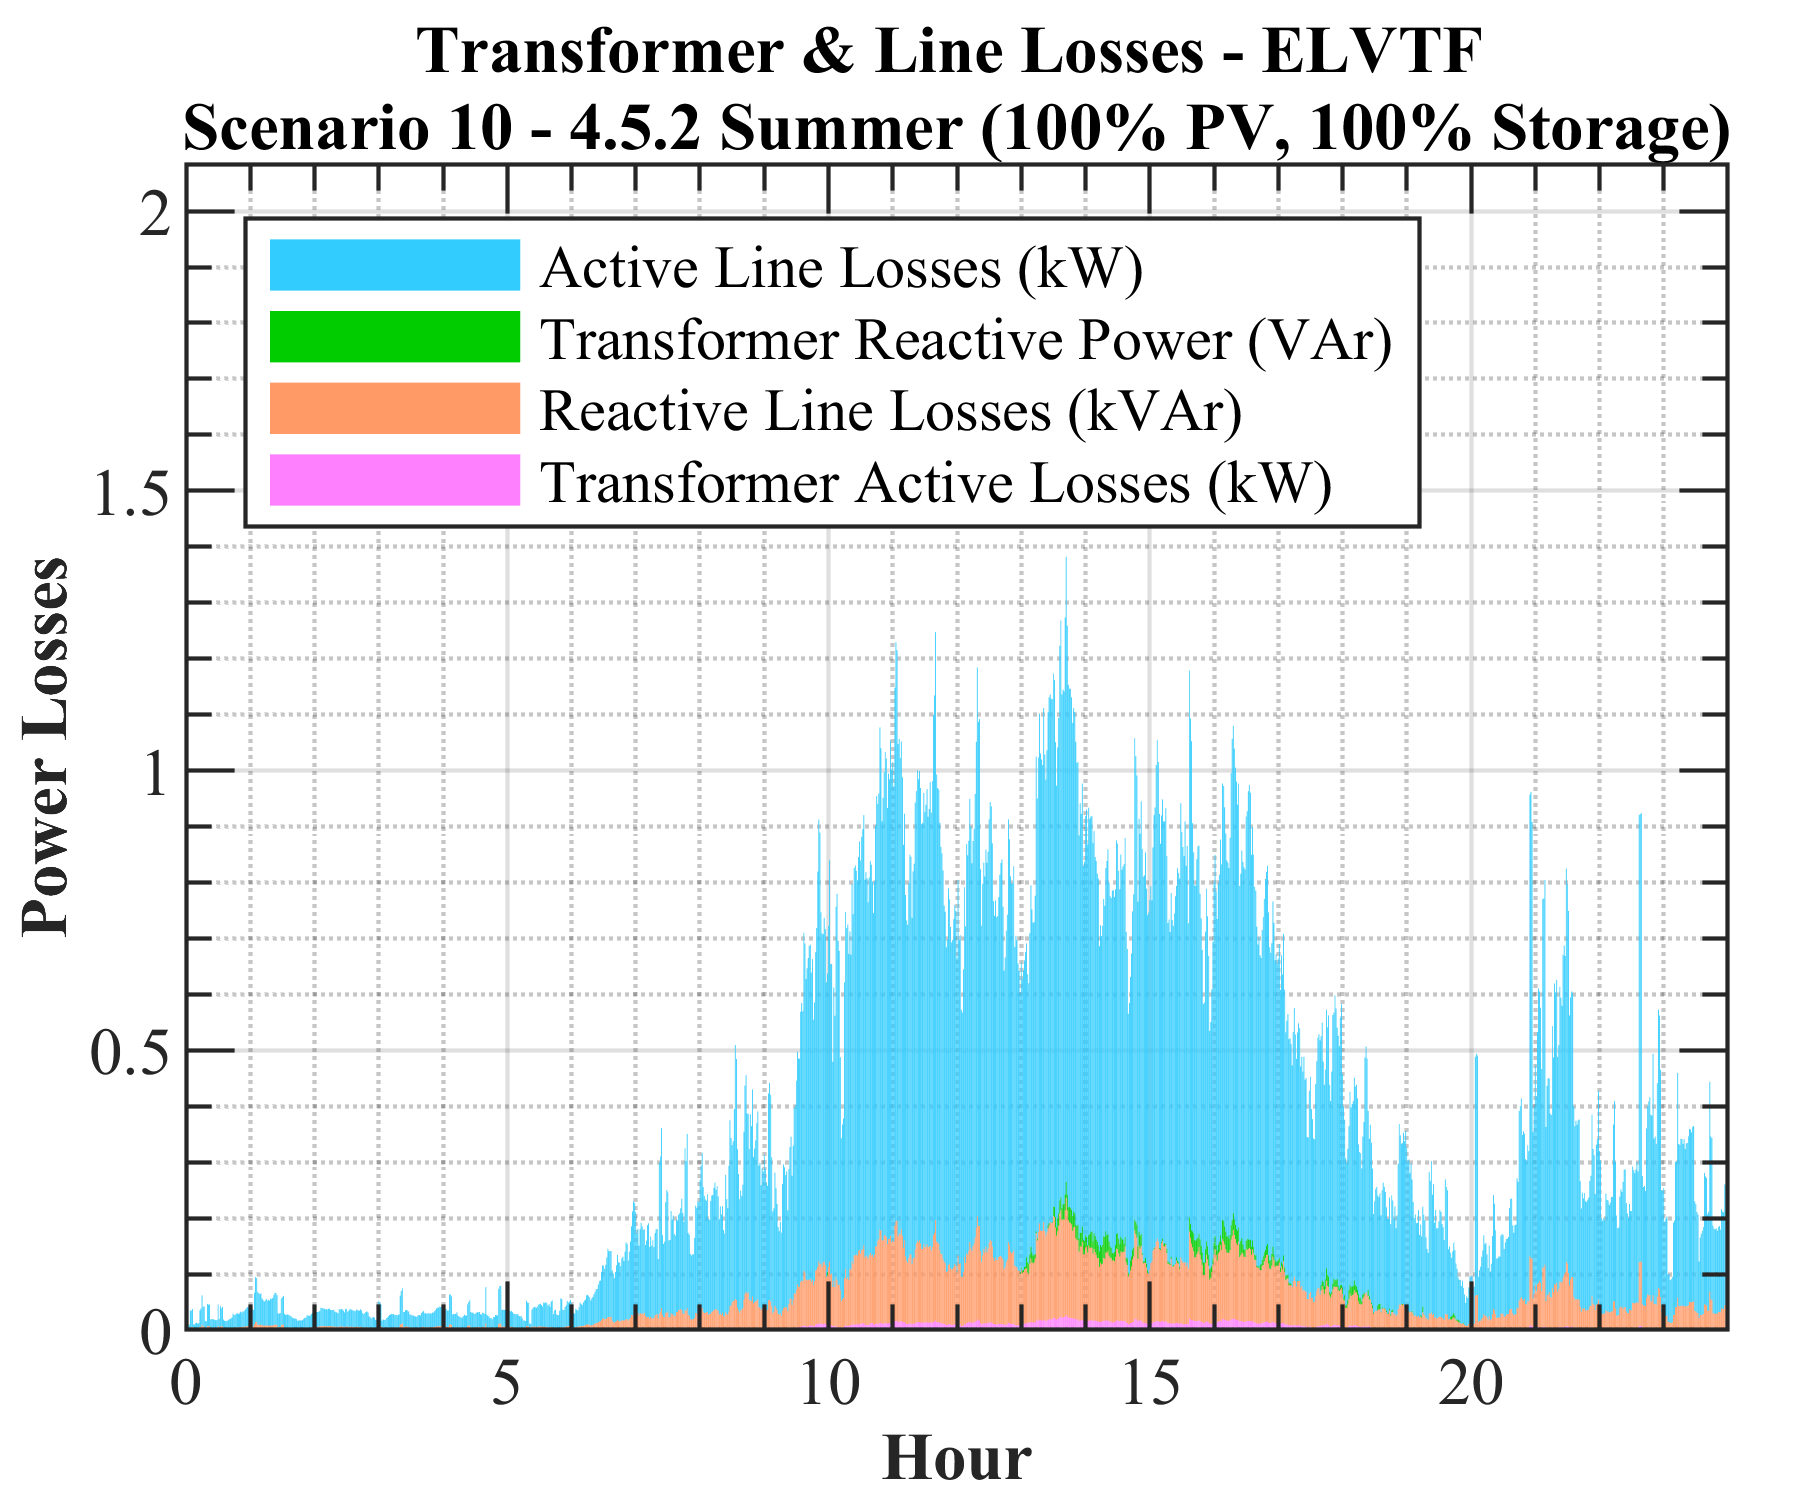 Transformer & Line Losses - ELVTF
Scenario 10 - 4.5.2 Summer (100% PV, 100% Storage)
Active Line Losses (kW)
Transformer Reactive Power (VAr)
Reactive Line Losses (kVAr)
Transformer Active Losses (kW)
Power Losses
2
1.5
1
0.5
0
0 5 10 15 20
Hour